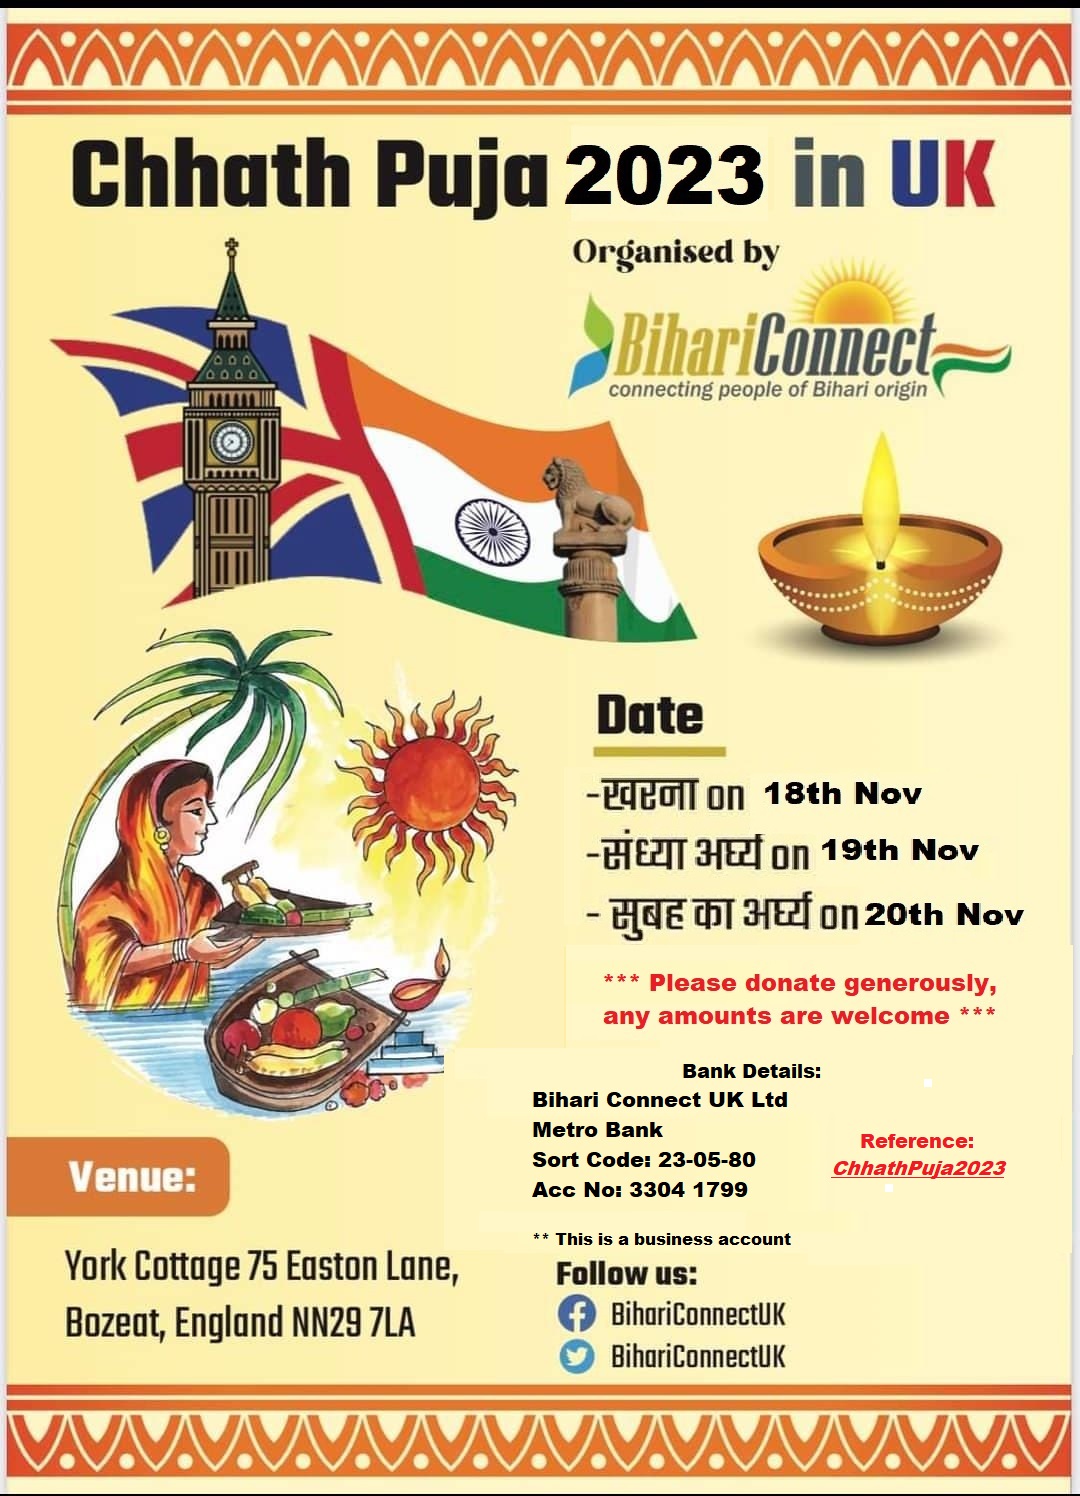 Chhath Puja 2023 in UK
Organised by
BihariConnect
connecting people of Bihari origin
Date
-खरना on 18th Nov
-संध्या अर्घ्य on 19th Nov
- सुबह का अर्घ्य on 20th Nov
*** Please donate generously,
any amounts are welcome ***
Bank Details:
Bihari Connect UK Ltd
Metro Bank
Sort Code: 23-05-80
Acc No: 3304 1799
Reference:
ChhathPuja2023
** This is a business account
Venue:
York Cottage 75 Easton Lane,
Bozeat, England NN29 7LA
Follow us:
BihariConnectUK
BihariConnectUK